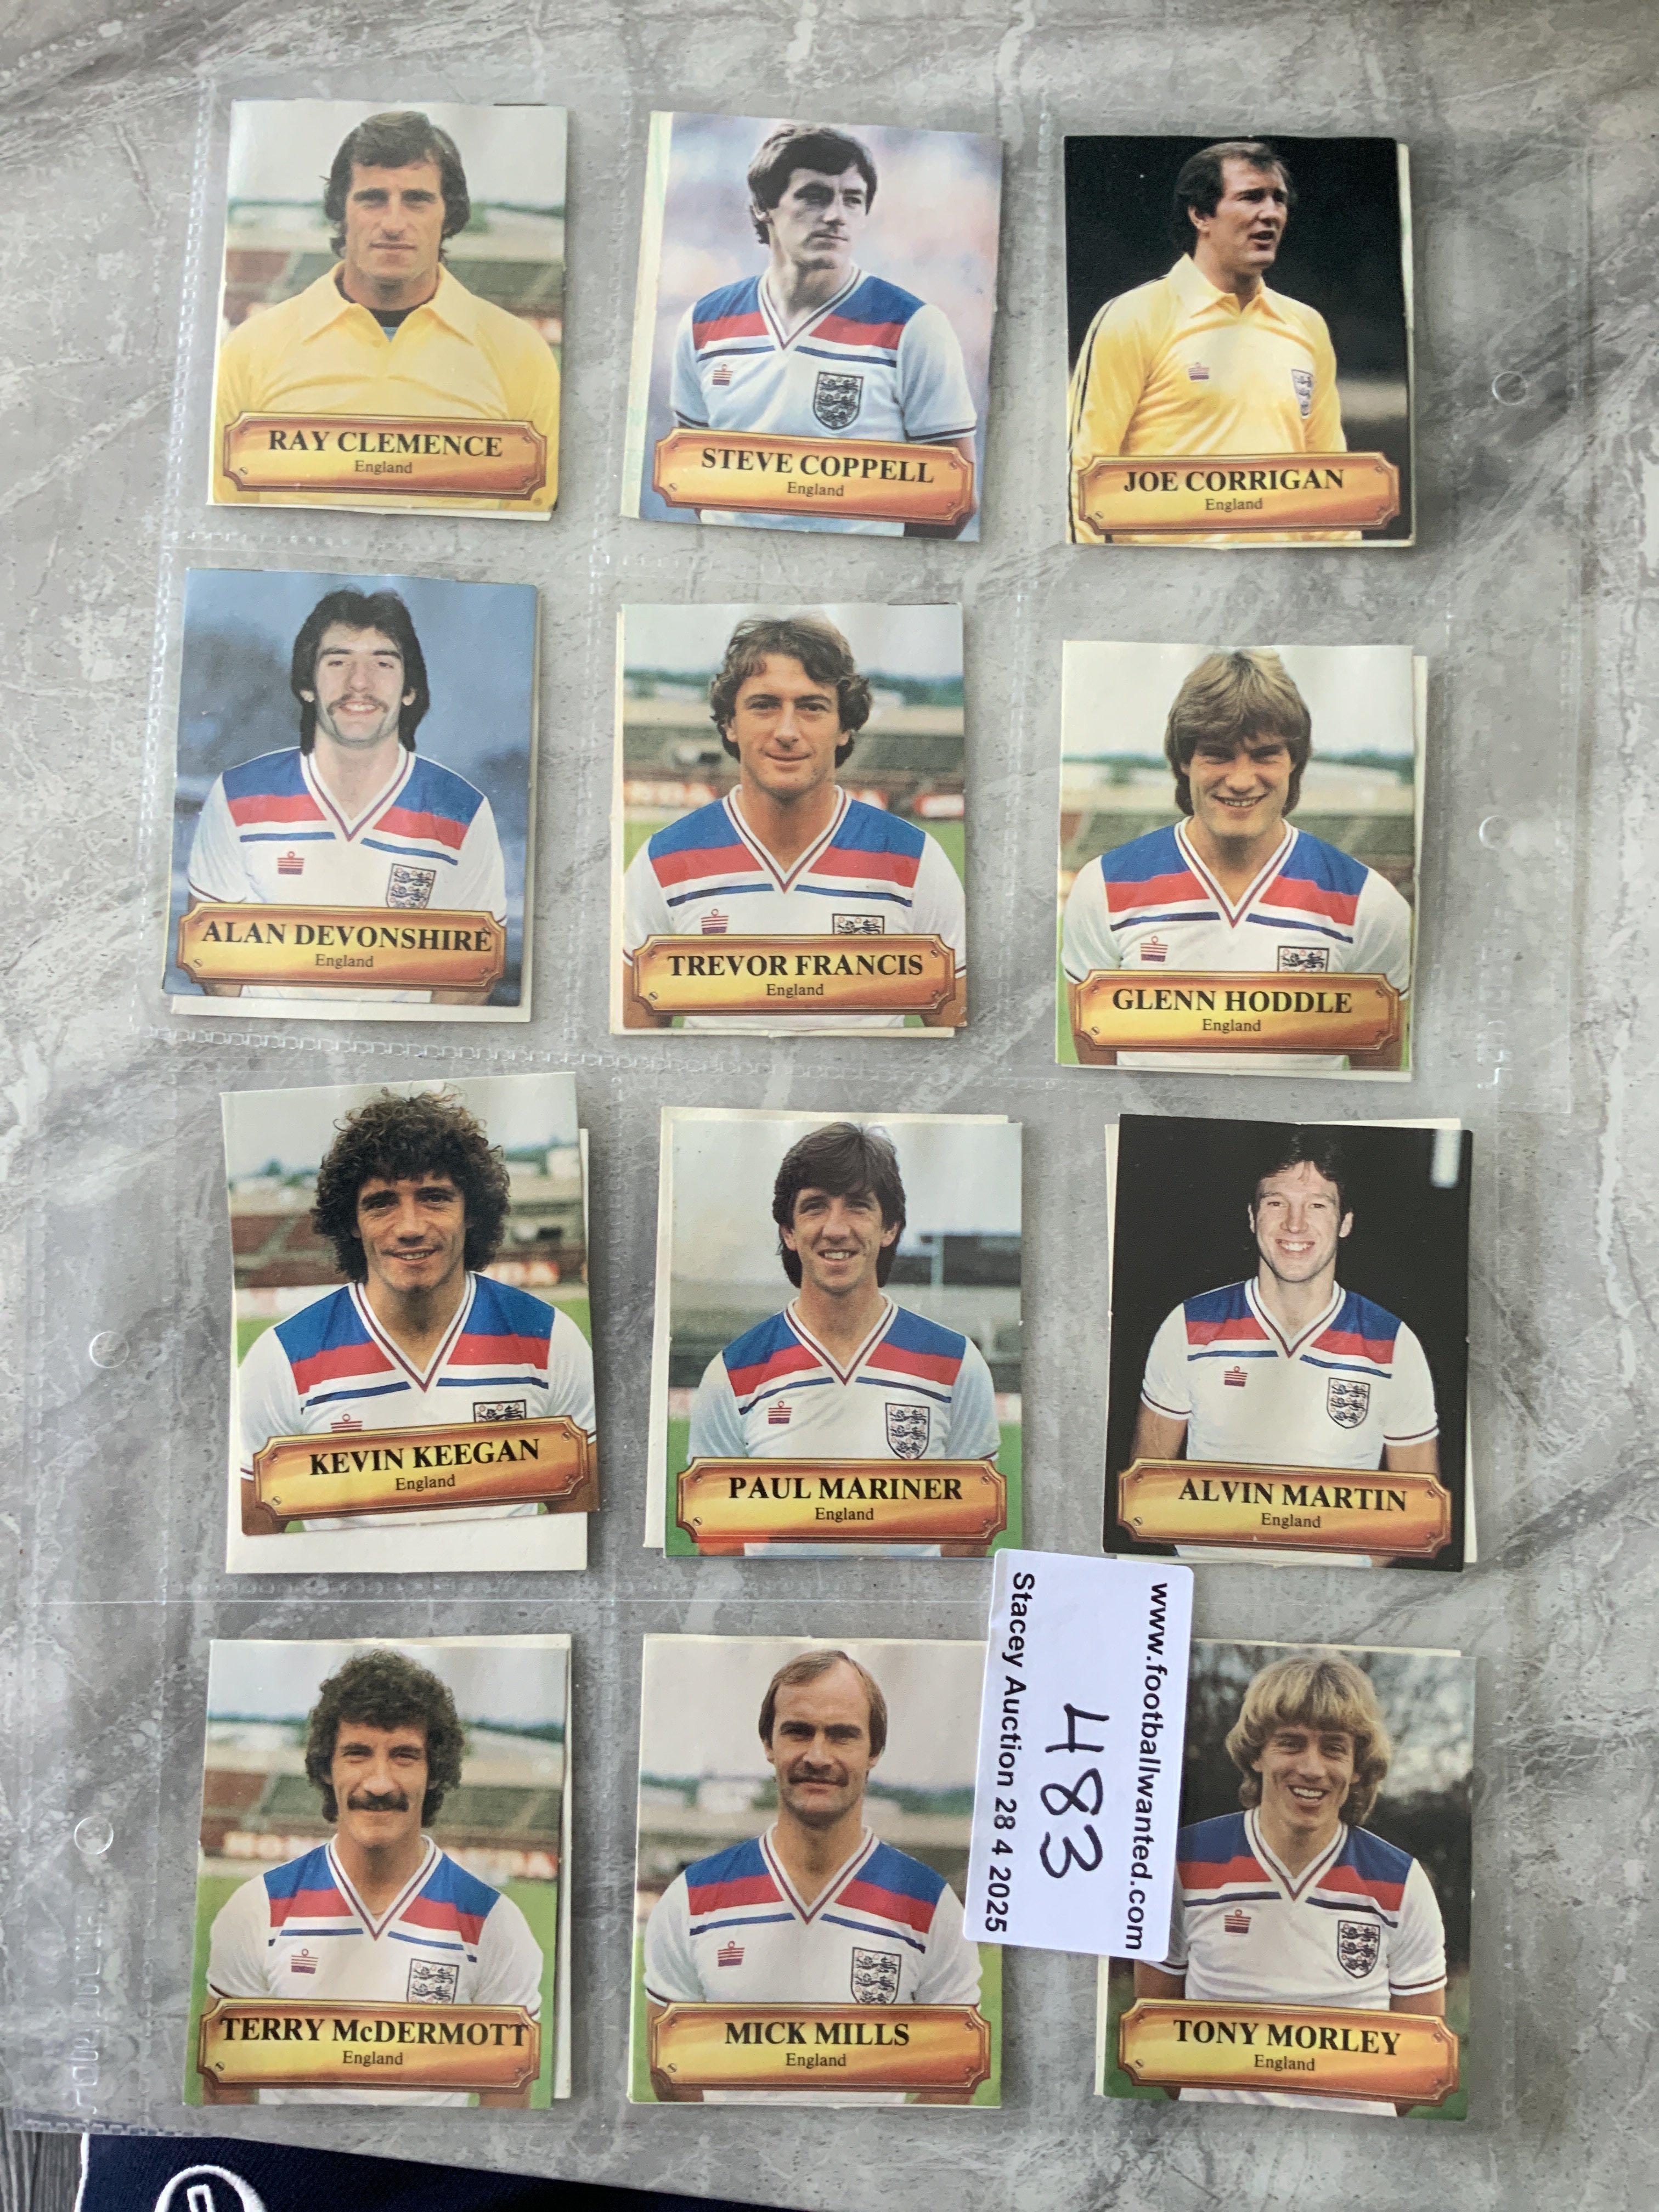 RAY CLEMENCE
England
STEVE COPPELL
England
JOE CORRIGAN
England
ALAN DEVONSHIRE
England
TREVOR FRANCIS
England
GLENN HODDLE
England
KEVIN KEEGAN
England
PAUL MARINER
England
ALVIN MARTIN
England
www.footballwanted.com
483
Stacey Auction 28 4 2025
TERRY McDERMOTT
England
MICK MILLS
England
TONY MORLEY
England